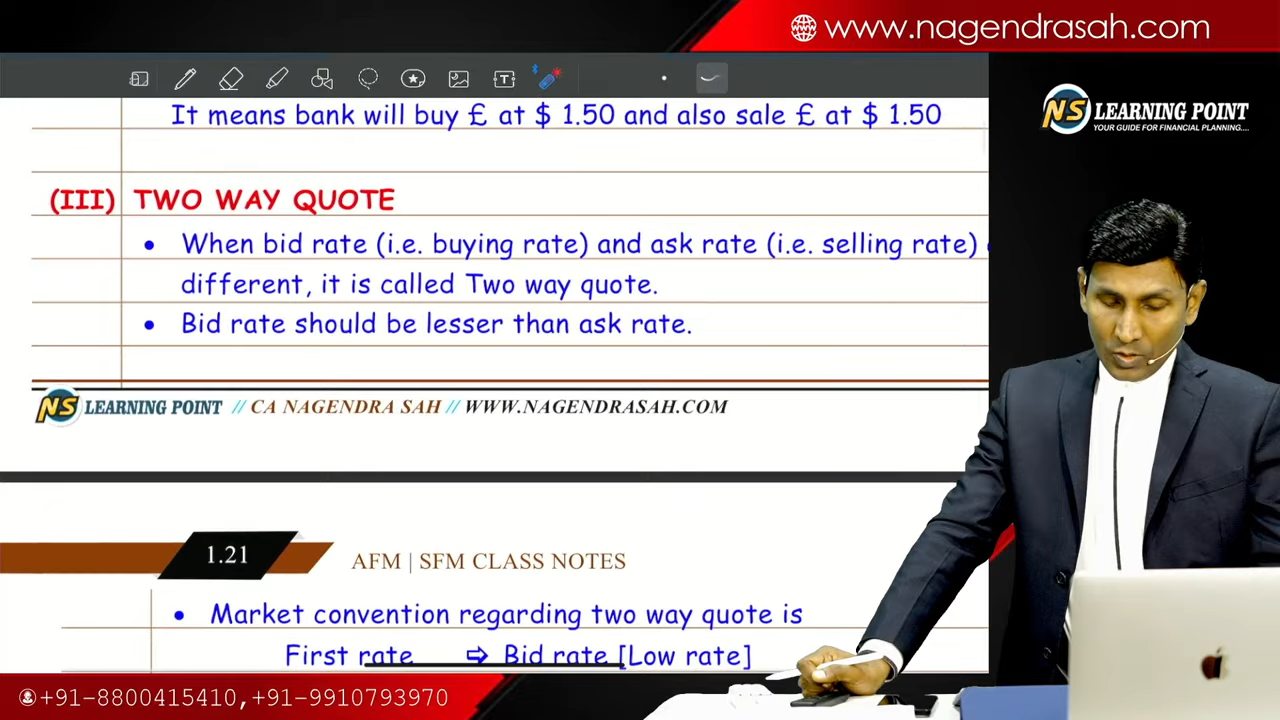 www.nagendrasah.com
It means bank will buy £ at $ 1.50 and also sale £ at $ 1.50
NS LEARNING POINT
YOUR GUIDE FOR FINANCIAL PLANNING....
(III) TWO WAY QUOTE
• When bid rate (i.e. buying rate) and ask rate (i.e. selling rate)
different, it is called Two way quote.
• Bid rate should be lesser than ask rate.
NS LEARNING POINT // CA NAGENDRA SAH // WWW.NAGENDRASAH.COM
1.21 AFM | SFM CLASS NOTES
• Market convention regarding two way quote is
First rate ⇨ Bid rate [Low rate]
+91-8800415410,+91-9910793970